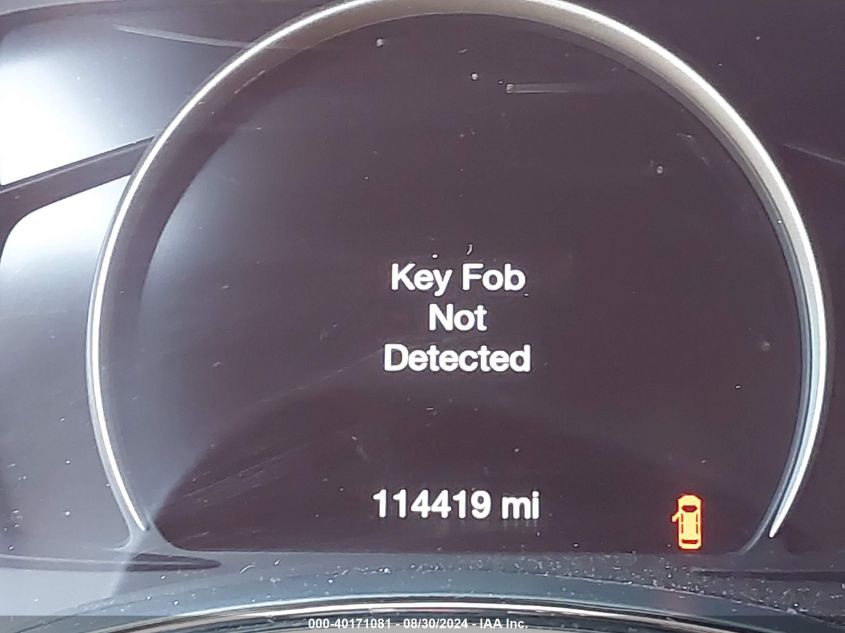 Key Fob
Not
Detected
114419 mi
000-40171081 - 08/30/2024 - IAA Inc.